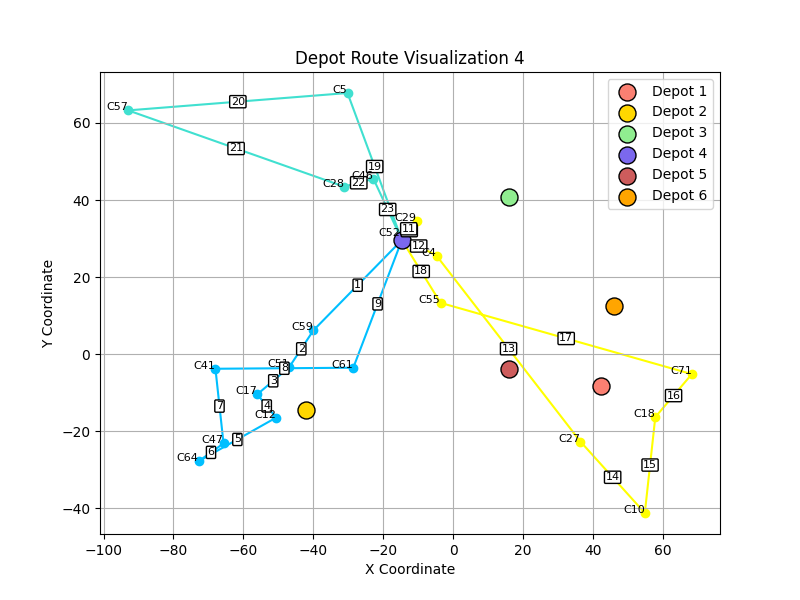 Depot Route Visualization 4
Depot 1
Depot 2
Depot 3
Depot 4
Depot 5
Depot 6
Y Coordinate
60
40
20
0
−20
−40
−100
−80
−60
−40
−20
0
20
40
60
X Coordinate
C57
20
C5
21
19
C28
22
C46
23
C29
C52
11
12
C4
18
C55
1
9
17
C59
2
13
C41
C51
8
C61
C71
3
C17
16
7
4
C12
C18
5
C47
6
C64
C27
15
14
C10